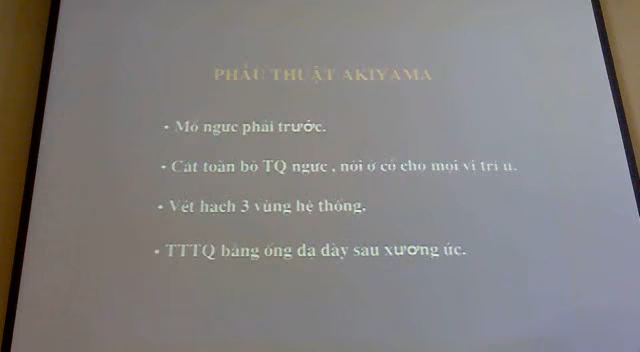 PHẪU THUẬT AKIYAMA
• Mổ ngực phải trước.
• Cắt toàn bộ TQ ngực , nối ở cổ cho mọi vị trí u.
• Vét hạch 3 vùng hệ thống.
• TTTQ bằng ống dạ dày sau xương ức.